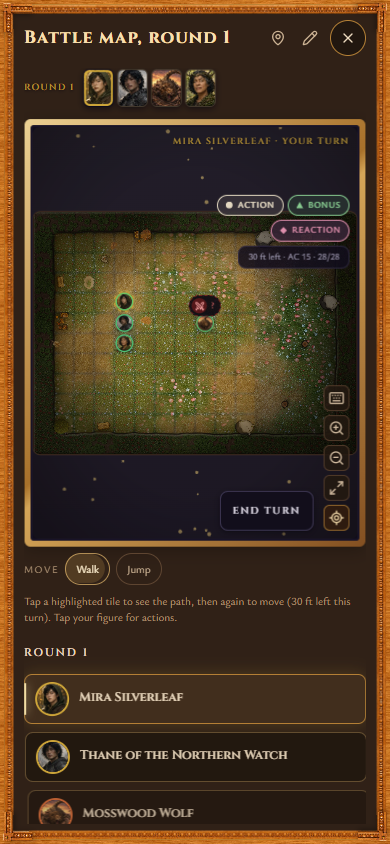 Battle map, round 1
ROUND 1
MIRA SILVERLEAF · YOUR TURN
ACTION
BONUS
REACTION
30 ft left · AC 15 · 28/28
END TURN
MOVE
Walk
Jump
Tap a highlighted tile to see the path, then again to move (30 ft left this
turn). Tap your figure for actions.
ROUND 1
Mira Silverleaf
Thane of the Northern Watch
Mosswood Wolf